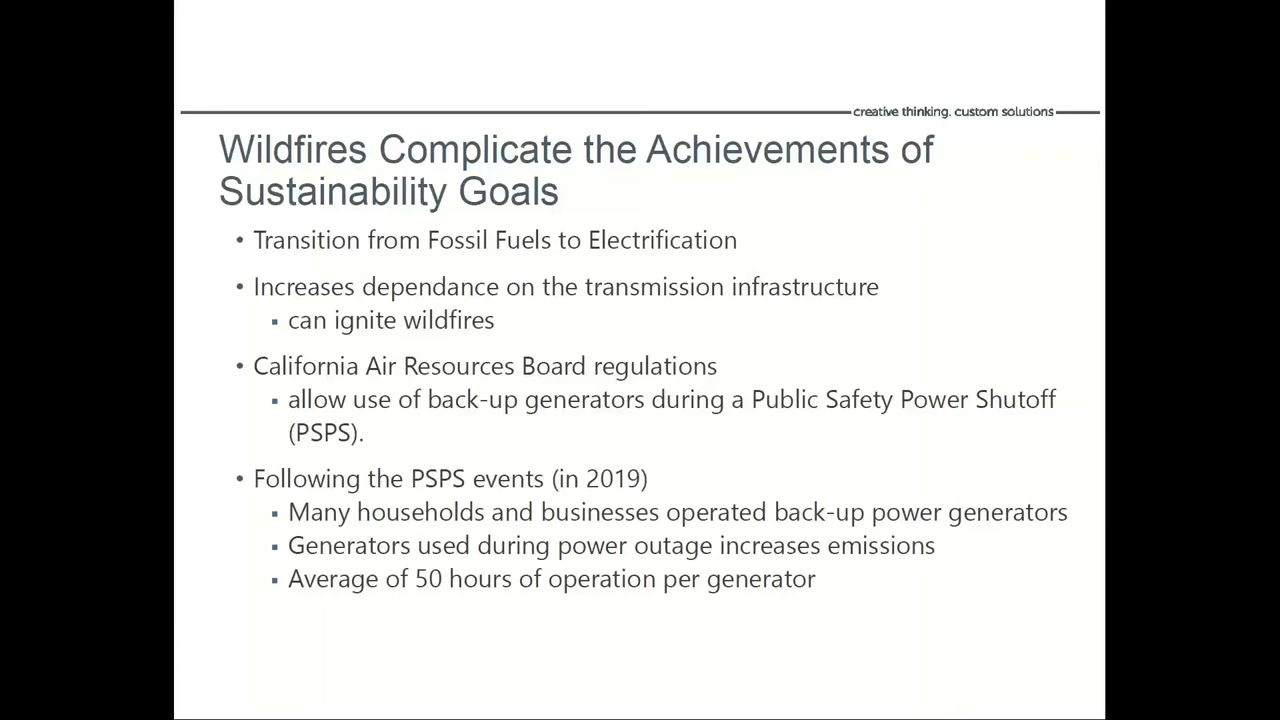 creative thinking. custom solutions
Wildfires Complicate the Achievements of
Sustainability Goals
• Transition from Fossil Fuels to Electrification
• Increases dependance on the transmission infrastructure
▪ can ignite wildfires
• California Air Resources Board regulations
▪ allow use of back-up generators during a Public Safety Power Shutoff
(PSPS).
• Following the PSPS events (in 2019)
▪ Many households and businesses operated back-up power generators
▪ Generators used during power outage increases emissions
▪ Average of 50 hours of operation per generator